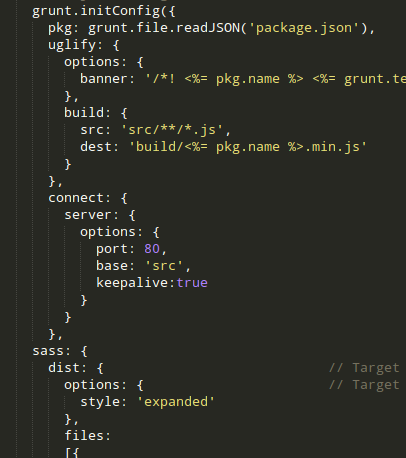 grunt.initConfig({
pkg: grunt.file.readJSON('package.json'),
uglify: {
options: {
banner: '/*! <%= pkg.name %> <%= grunt.te
},
build: {
src: 'src/**/*.js',
dest: 'build/<%= pkg.name %>.min.js'
}
},
connect: {
server: {
options: {
port: 80,
base: 'src',
keepalive:true
}
}
},
sass: {
dist: { // Target
options: { // Target
style: 'expanded'
},
files:
[{